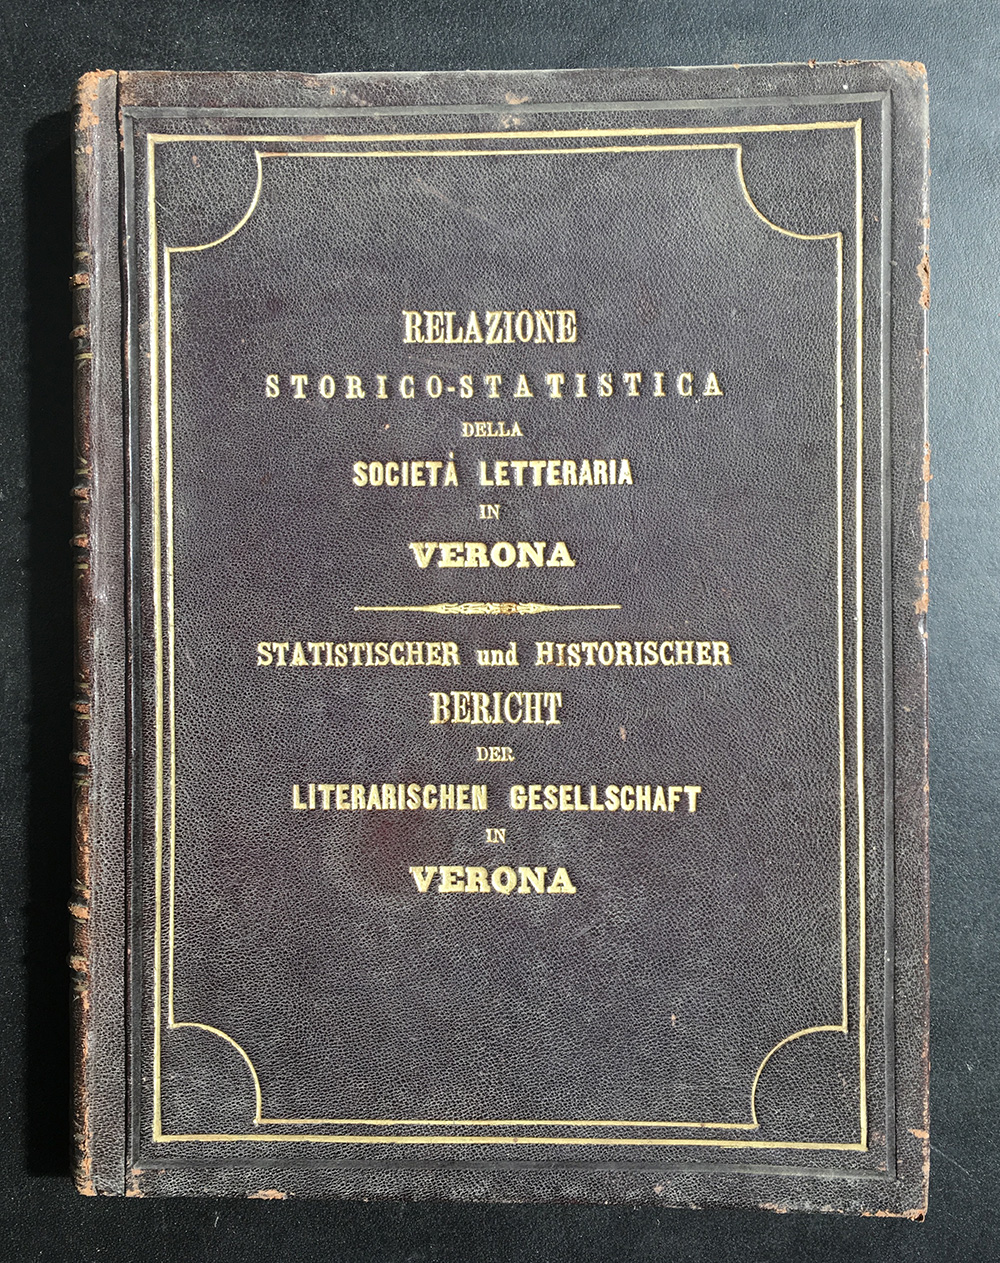 RELAZIONE
STORICO-STATISTICA
DELLA
SOCIETÀ LETTERARIA
IN
VERONA
STATISTISCHER und HISTORISCHER
BERICHT
DER
LITERARISCHEN GESELLSCHAFT
IN
VERONA